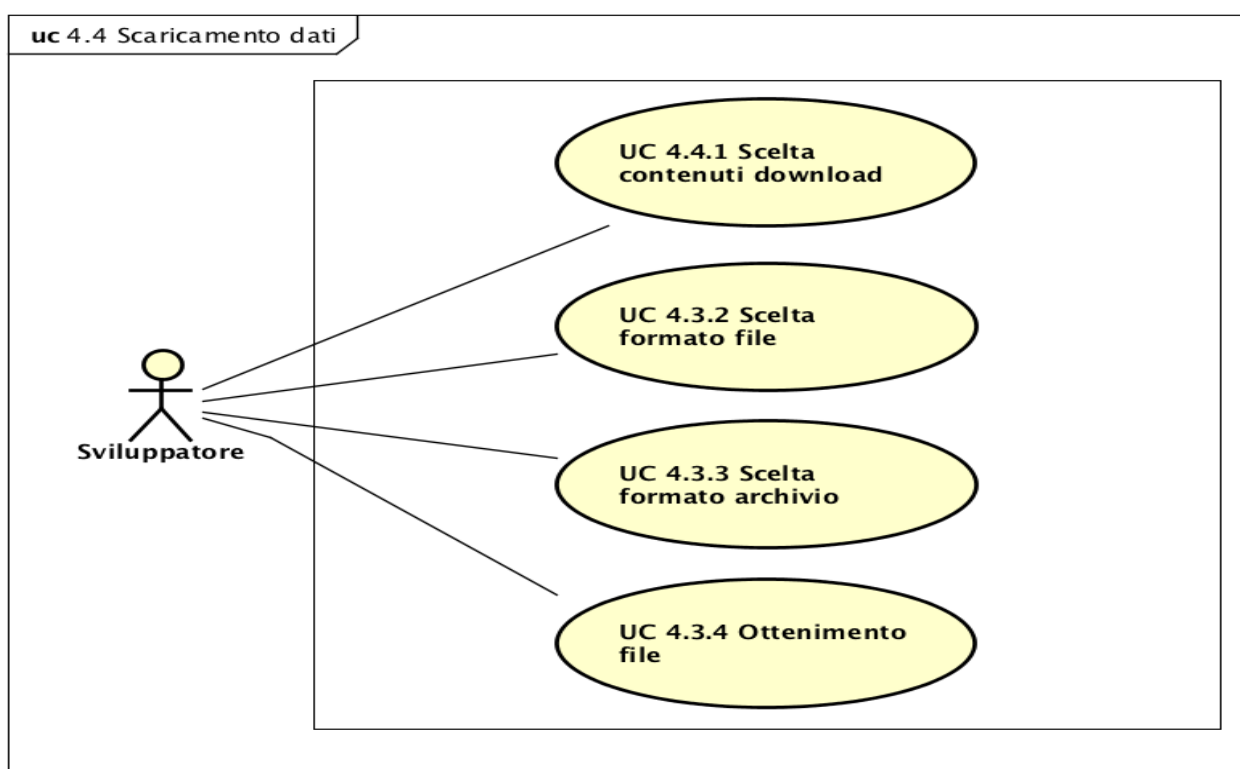 uc 4.4 Scaricamento dati
UC 4.4.1 Scelta
contenuti download
UC 4.3.2 Scelta
formato file
Sviluppatore
UC 4.3.3 Scelta
formato archivio
UC 4.3.4 Ottenimento
file